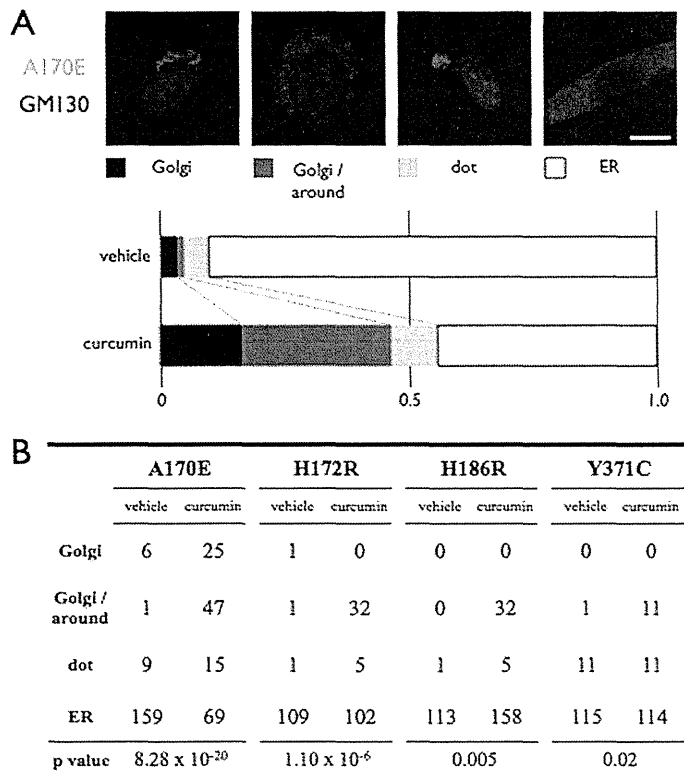 A
A170E
GM130
Golgi
Golgi / around
dot
ER
vehicle
curcumin
0 0.5 1.0
B
A170E H172R H186R Y371C
vehicle curcumin vehicle curcumin vehicle curcumin vehicle curcumin
Golgi 6 25 1 0 0 0 0 0
Golgi / around 1 47 1 32 0 32 1 11
dot 9 15 1 5 1 5 11 11
ER 159 69 109 102 113 158 115 114
p value 8.28 x 10⁻²⁰ 1.10 x 10⁻⁶ 0.005 0.02